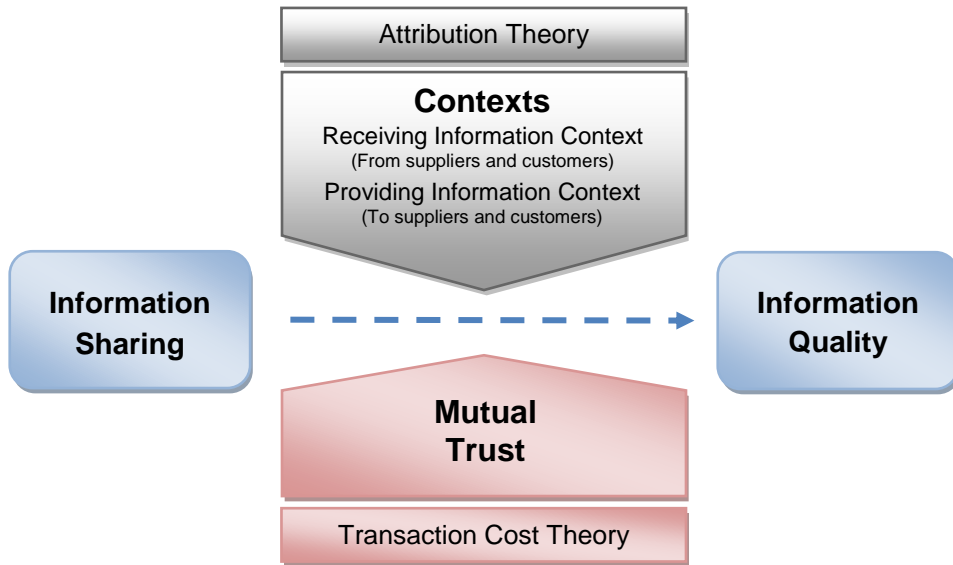 Attribution Theory
Contexts
Receiving Information Context
(From suppliers and customers)
Providing Information Context
(To suppliers and customers)
Information
Sharing
Information
Quality
Mutual
Trust
Transaction Cost Theory